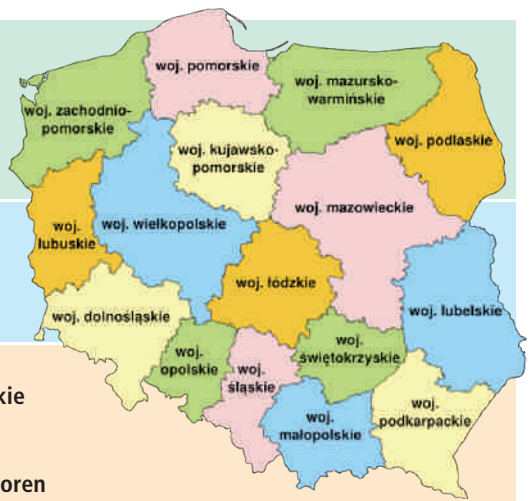 woj. pomorskie
woj. mazursko-
warmińskie
woj. zachodnio-
pomorskie
woj. podlaskie
woj. kujawsko-
pomorskie
woj. mazowieckie
woj.
lubuskie
woj. wielkopolskie
woj. łódzkie
woj. lubelskie
woj. dolnośląskie
woj.
opolskie
woj.
śląskie
woj.
świętokrzyskie
woj.
małopolskie
woj.
podkarpackie
kie
oren